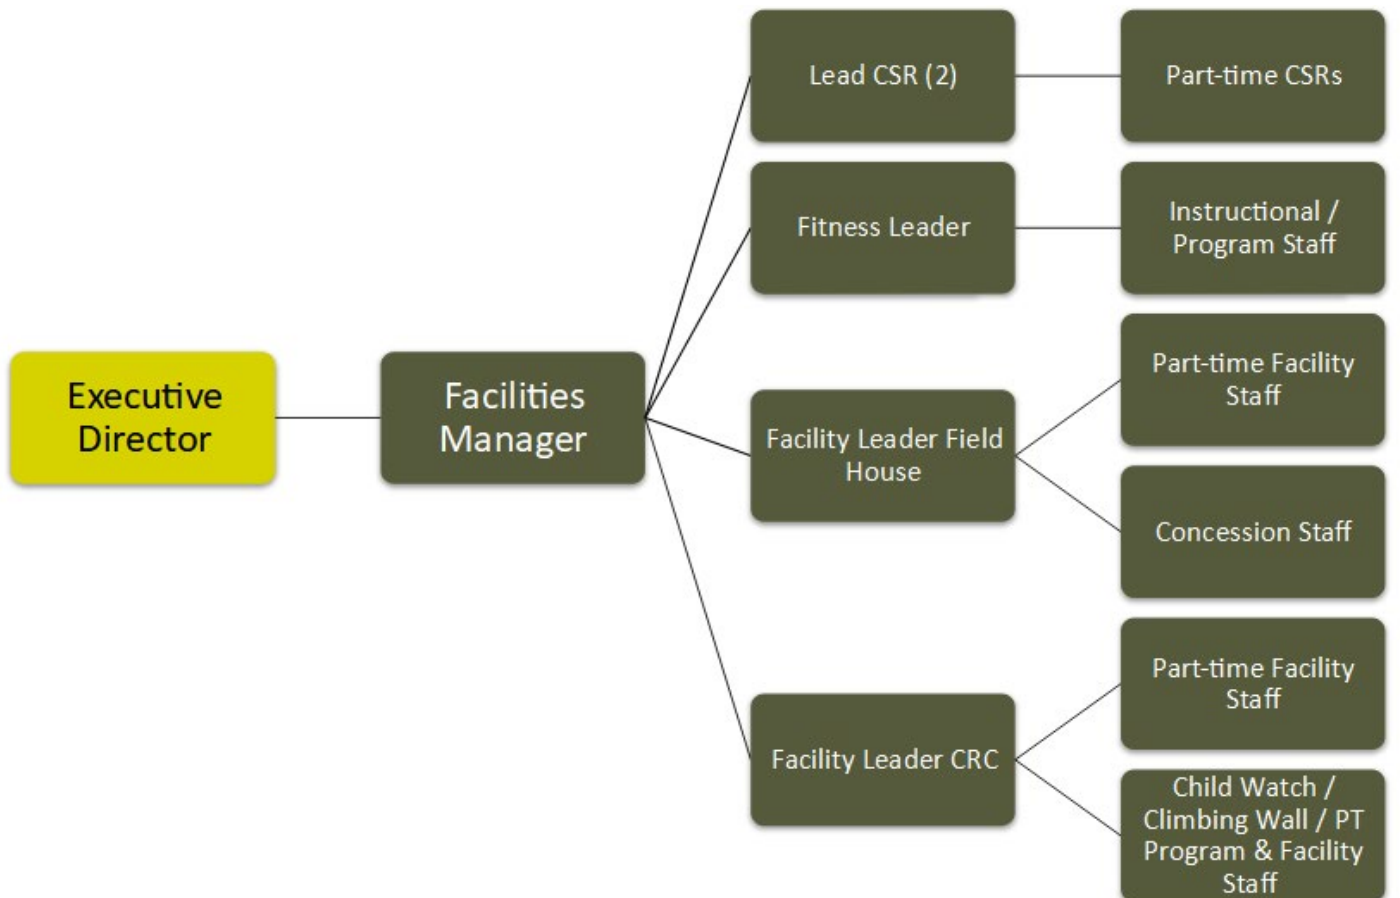 Executive
Director
Facilities
Manager
Lead CSR (2)
Part-time CSRs
Fitness Leader
Instructional /
Program Staff
Facility Leader Field
House
Part-time Facility
Staff
Concession Staff
Facility Leader CRC
Part-time Facility
Staff
Child Watch /
Climbing Wall / PT
Program & Facility
Staff